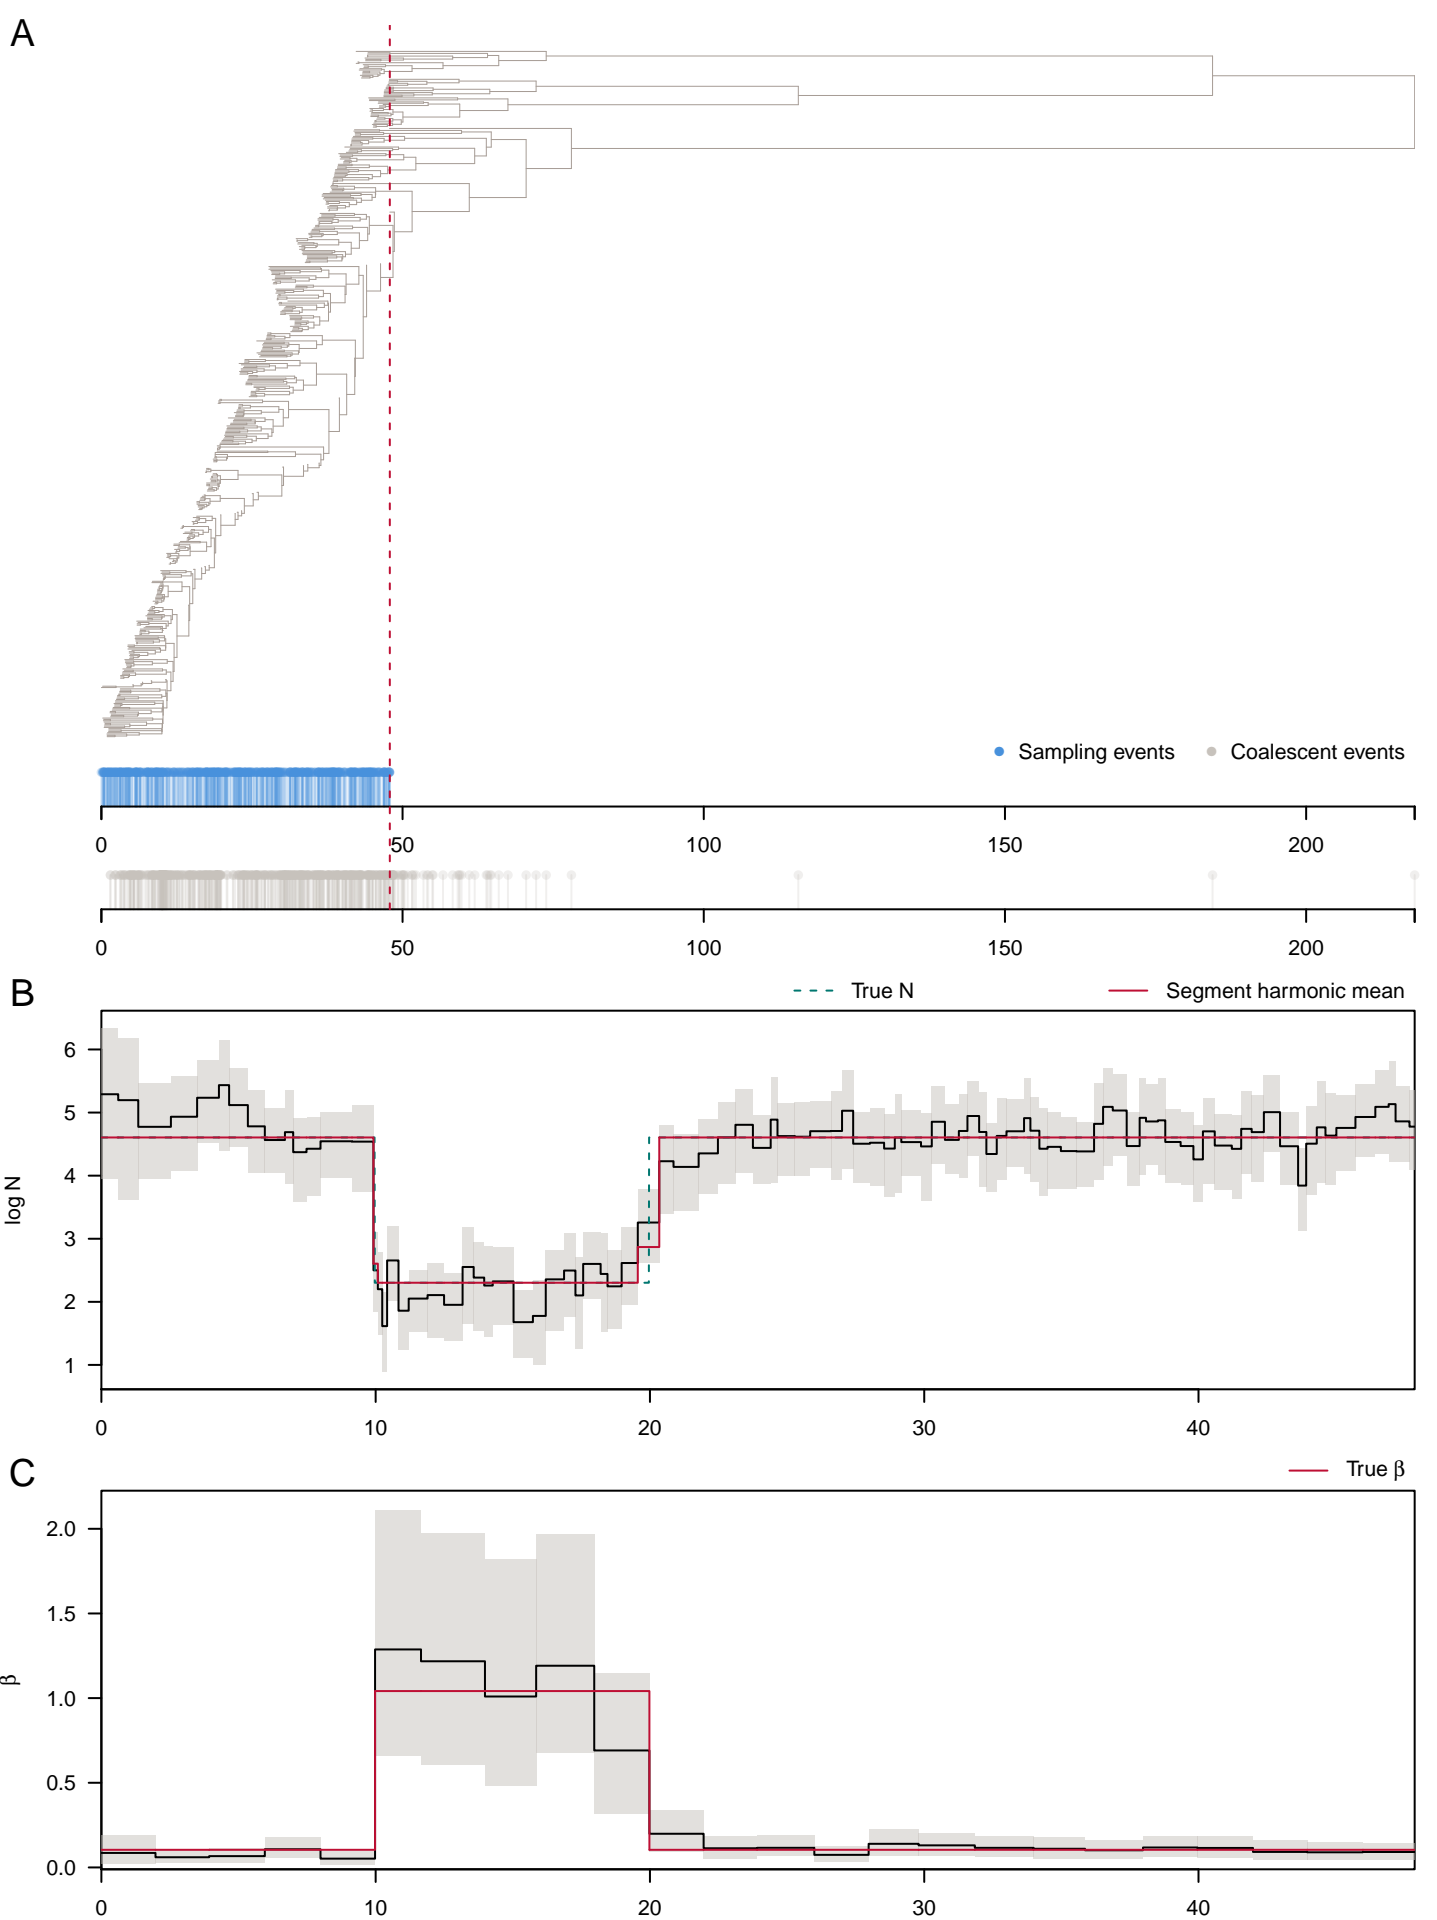 A
Sampling events Coalescent events
0 50 100 150 200
0 50 100 150 200
B
True N Segment harmonic mean
6
5
4
3
2
1
log N
0 10 20 30 40
C
True β
2.0
1.5
1.0
0.5
0.0
β
0 10 20 30 40